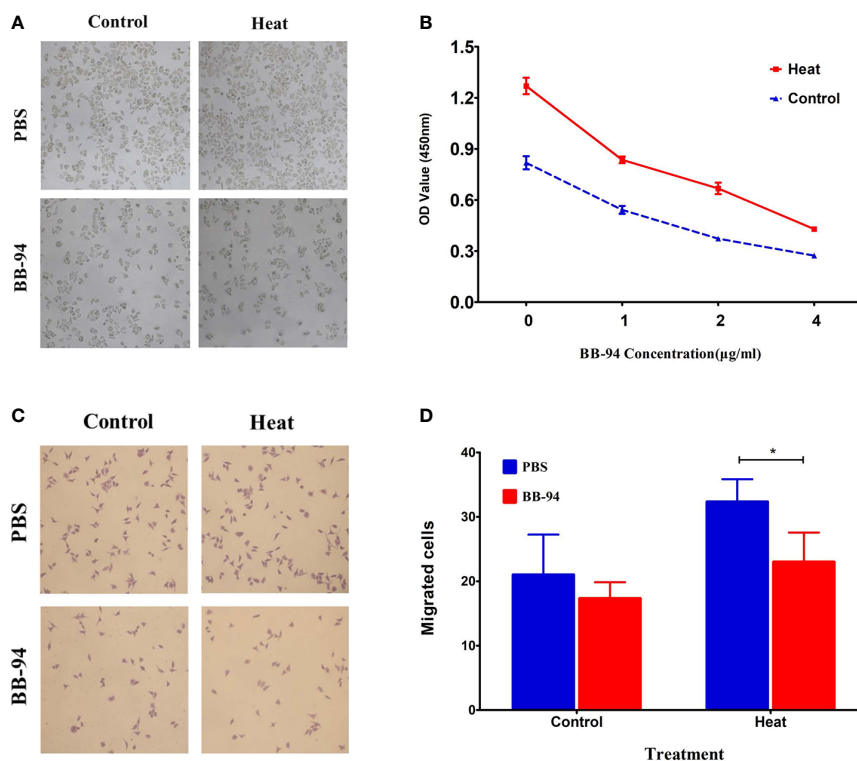 A
Control
Heat
PBS
BB-94
B
OD Value (450nm)
1.5
1.2
0.9
0.6
0.3
0.0
Heat
Control
0 1 2 4
BB-94 Concentration(µg/ml)
C
Control
Heat
PBS
BB-94
D
Migrated cells
40
30
20
10
0
PBS
BB-94
*
Control Heat
Treatment